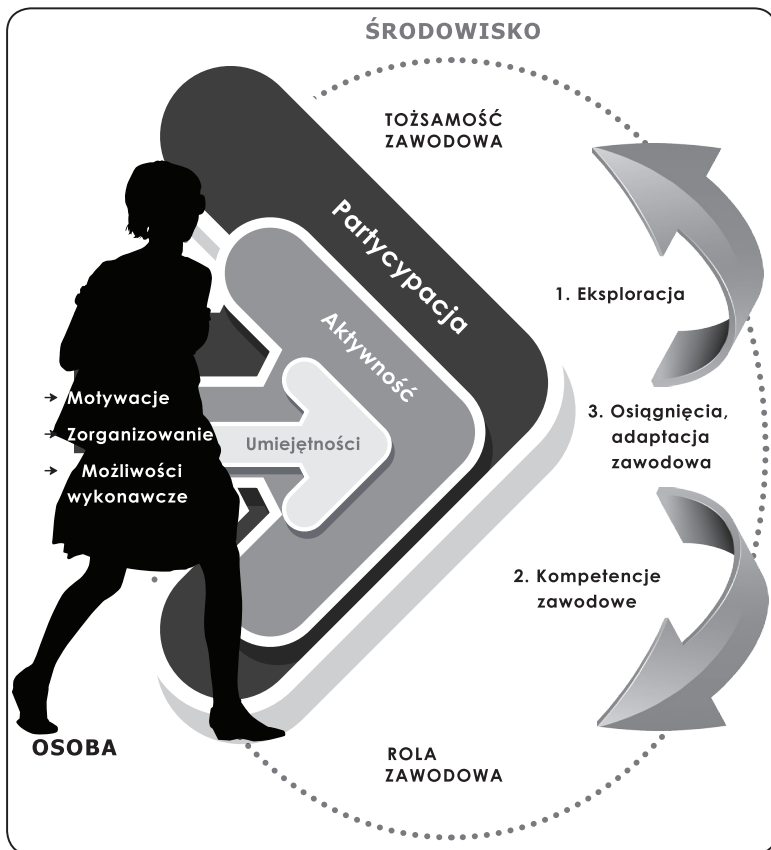 ŚRODOWISKO
TOŻSAMOŚĆ
ZAWODOWA
Partycypacja
Aktywność
Umiejętności
Motywacje
Zorganizowanie
Możliwości
wykonawcze
1. Eksploracja
3. Osiągnięcia,
adaptacja
zawodowa
2. Kompetencje
zawodowe
OSOBA
ROLA
ZAWODOWA